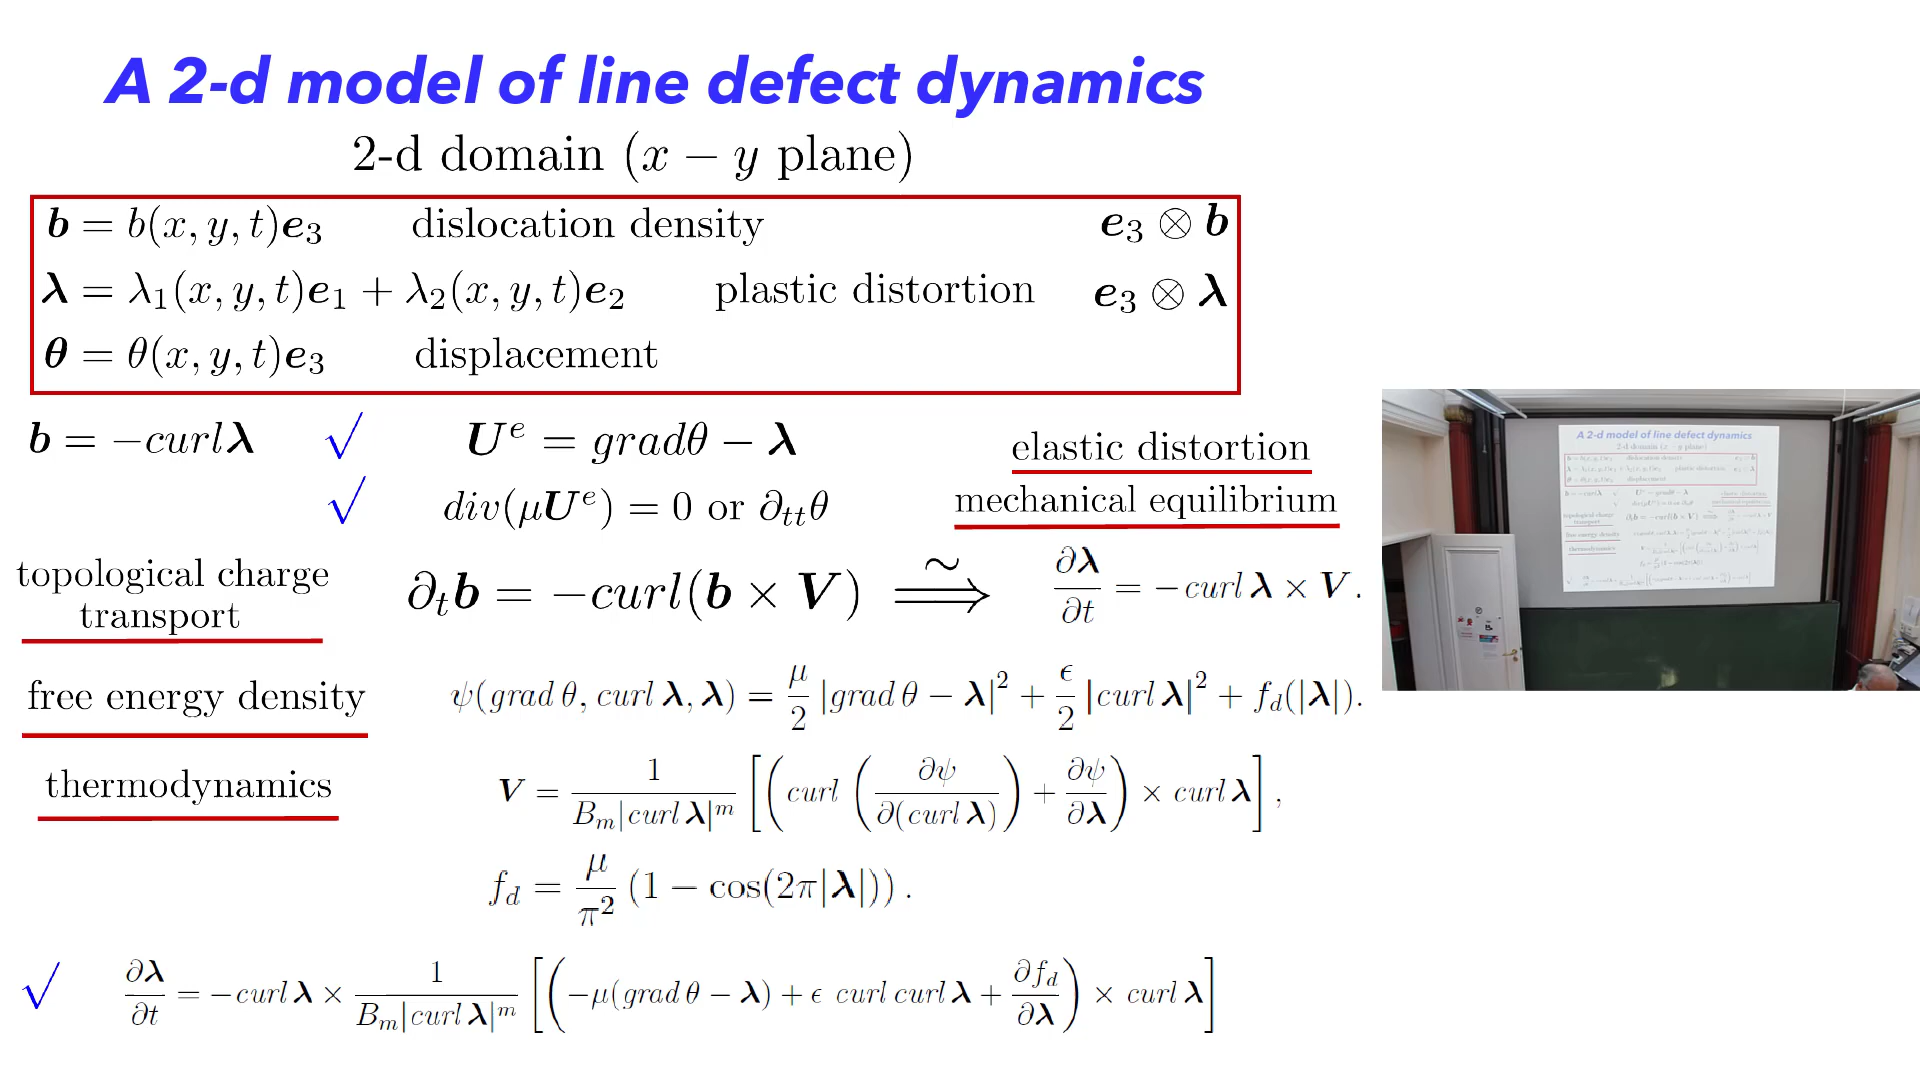 A 2-d model of line defect dynamics
2-d domain (x − y plane)
b = b(x, y, t)e₃ dislocation density e₃ ⊗ b
λ = λ₁(x, y, t)e₁ + λ₂(x, y, t)e₂ plastic distortion e₃ ⊗ λ
θ = θ(x, y, t)e₃ displacement
b = −curlλ √ Uᵉ = gradθ − λ elastic distortion
√ div(μUᵉ) = 0 or ∂ₜₜθ mechanical equilibrium
topological charge transport ∂ₜb = −curl(b × V) ⟹̃ ∂λ/∂t = −curl λ × V.
free energy density ψ(grad θ, curl λ, λ) = μ/2 |grad θ − λ|² + ϵ/2 |curl λ|² + f_d(|λ|).
thermodynamics V = 1/(B_m|curl λ|^m) [(curl (∂ψ/∂(curl λ)) + ∂ψ/∂λ) × curl λ],
f_d = μ/π² (1 − cos(2π|λ|)).
√ ∂λ/∂t = −curl λ × 1/(B_m|curl λ|^m) [(−μ(grad θ − λ) + ϵ curl curl λ + ∂f_d/∂λ) × curl λ]